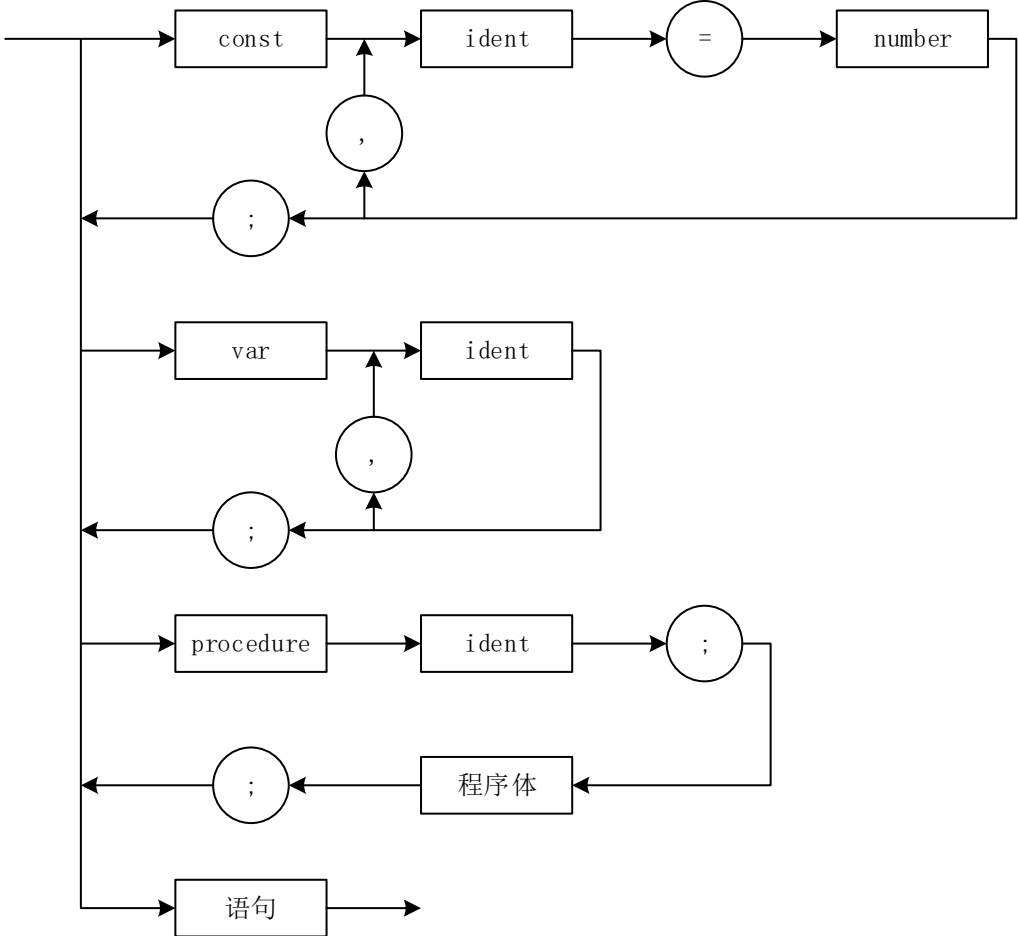 const ident = number
,
;
var ident
,
;
procedure ident ;
; 程序体
语句